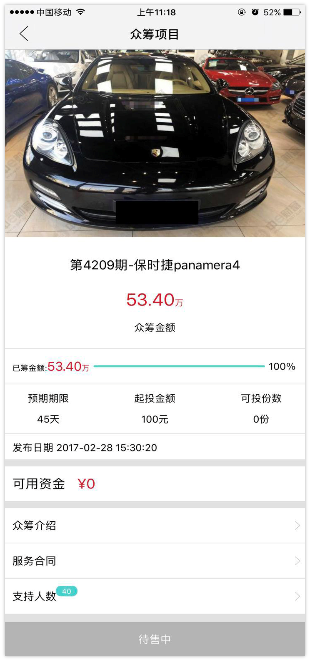 中国移动 上午11:18 52%
众筹项目
第4209期-保时捷panamera4
53.40万
众筹金额
已筹金额:53.40万 100%
预期期限 起投金额 可投份数
45天 100元 0份
发布日期 2017-02-28 15:30:20
可用资金 ¥0
众筹介绍
服务合同
支持人数 40
待售中